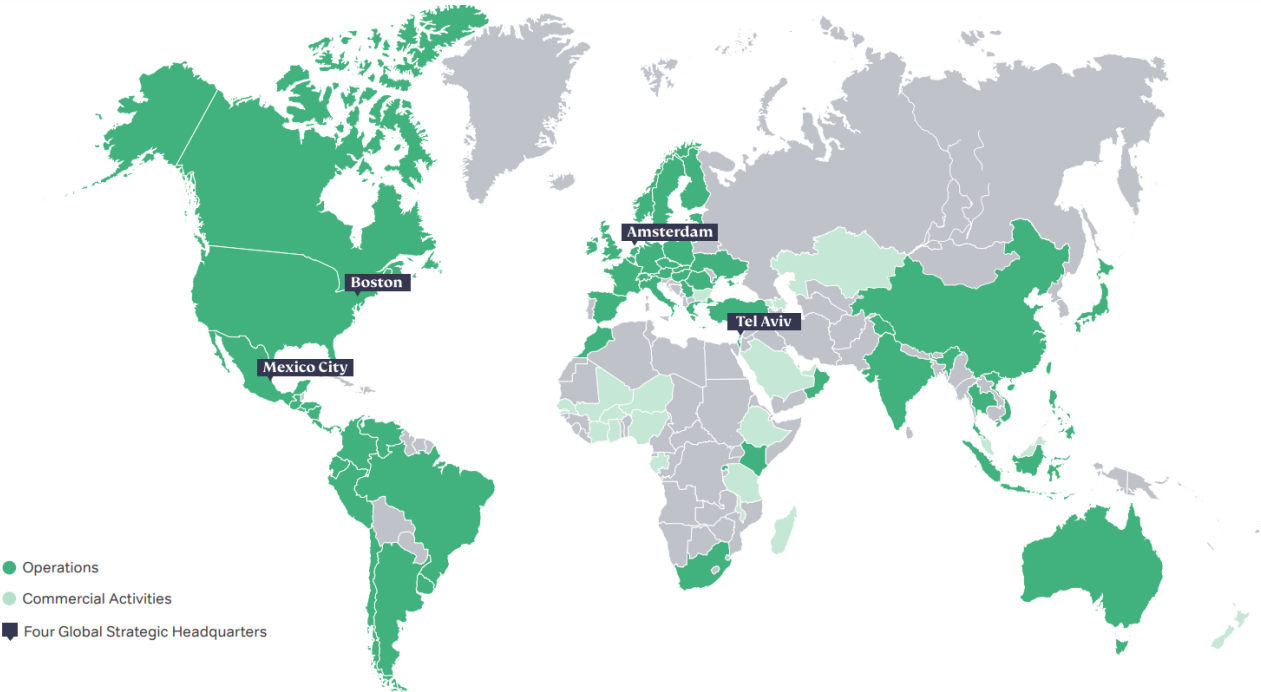 Amsterdam
Boston
Tel Aviv
Mexico City
Operations
Commercial Activities
Four Global Strategic Headquarters